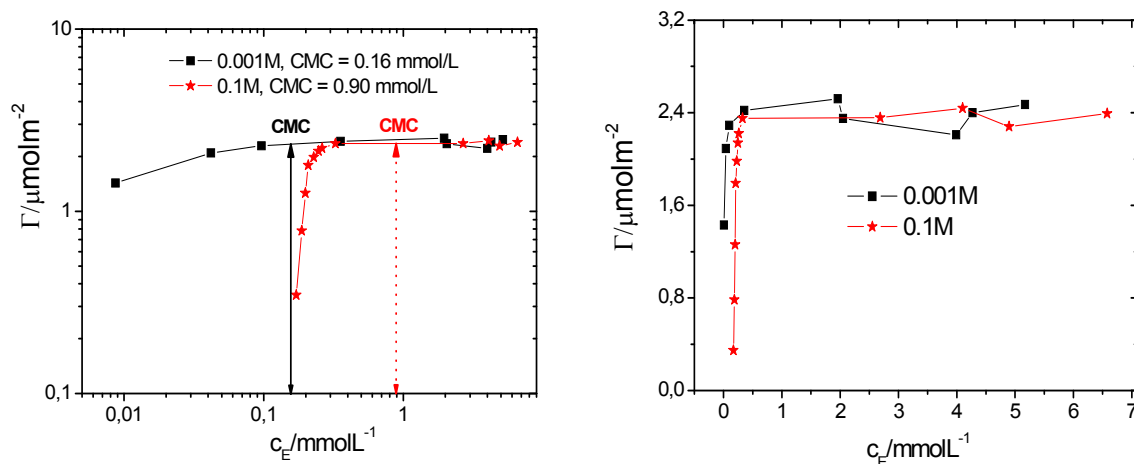 10
1
0,1
Γ/μmolm⁻²
0.001M, CMC = 0.16 mmol/L
0.1M, CMC = 0.90 mmol/L
CMC
CMC
0,01
0,1
1
c_E/mmolL⁻¹
3,2
2,4
1,6
0,8
0,0
Γ/μmolm⁻²
0.001M
0.1M
0
1
2
3
4
5
6
7
c_E/mmolL⁻¹